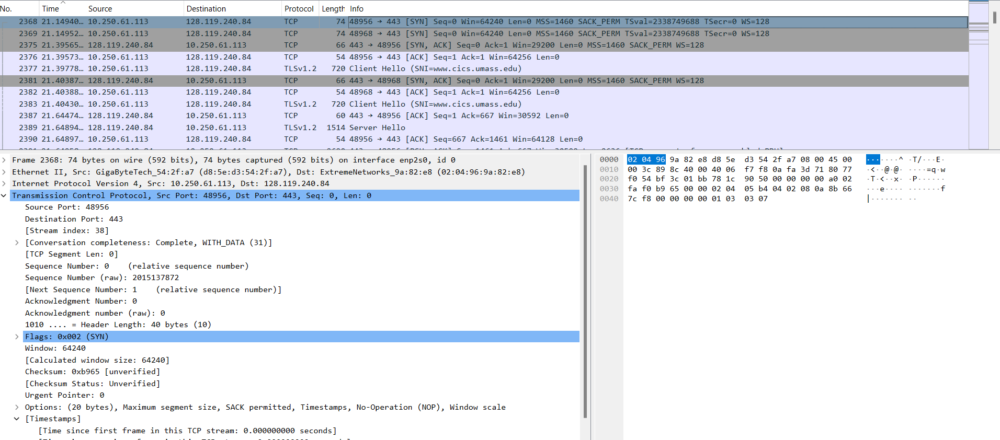 No. Time Source Destination Protocol Length Info
2368 21.14940… 10.250.61.113 128.119.240.84 TCP 74 48956 → 443 [SYN] Seq=0 Win=64240 Len=0 MSS=1460 SACK_PERM TSval=2338749688 TSecr=0 WS=128
2369 21.14952… 10.250.61.113 128.119.240.84 TCP 74 48968 → 443 [SYN] Seq=0 Win=64240 Len=0 MSS=1460 SACK_PERM TSval=2338749688 TSecr=0 WS=128
2375 21.39565… 128.119.240.84 10.250.61.113 TCP 66 443 → 48956 [SYN, ACK] Seq=0 Ack=1 Win=29200 Len=0 MSS=1460 SACK_PERM WS=128
2376 21.39573… 10.250.61.113 128.119.240.84 TCP 54 48956 → 443 [ACK] Seq=1 Ack=1 Win=64256 Len=0
2377 21.39778… 10.250.61.113 128.119.240.84 TLSv1.2 720 Client Hello (SNI=www.cics.umass.edu)
2381 21.40387… 128.119.240.84 10.250.61.113 TCP 66 443 → 48968 [SYN, ACK] Seq=0 Ack=1 Win=29200 Len=0 MSS=1460 SACK_PERM WS=128
2382 21.40388… 10.250.61.113 128.119.240.84 TCP 54 48968 → 443 [ACK] Seq=1 Ack=1 Win=64256 Len=0
2383 21.40430… 10.250.61.113 128.119.240.84 TLSv1.2 720 Client Hello (SNI=www.cics.umass.edu)
2387 21.64474… 128.119.240.84 10.250.61.113 TCP 60 443 → 48956 [ACK] Seq=1 Ack=667 Win=30592 Len=0
2389 21.64894… 128.119.240.84 10.250.61.113 TLSv1.2 1514 Server Hello
2390 21.64897… 10.250.61.113 128.119.240.84 TCP 54 48956 → 443 [ACK] Seq=667 Ack=1461 Win=64128 Len=0
Frame 2368: 74 bytes on wire (592 bits), 74 bytes captured (592 bits) on interface enp2s0, id 0
Ethernet II, Src: GigaByteTech_54:2f:a7 (d8:5e:d3:54:2f:a7), Dst: ExtremeNetworks_9a:82:e8 (02:04:96:9a:82:e8)
Internet Protocol Version 4, Src: 10.250.61.113, Dst: 128.119.240.84
Transmission Control Protocol, Src Port: 48956, Dst Port: 443, Seq: 0, Len: 0
Source Port: 48956
Destination Port: 443
[Stream index: 38]
[Conversation completeness: Complete, WITH_DATA (31)]
[TCP Segment Len: 0]
Sequence Number: 0 (relative sequence number)
Sequence Number (raw): 2015137872
[Next Sequence Number: 1 (relative sequence number)]
Acknowledgment Number: 0
Acknowledgment number (raw): 0
1010 .... = Header Length: 40 bytes (10)
Flags: 0x002 (SYN)
Window: 64240
[Calculated window size: 64240]
Checksum: 0xb965 [unverified]
[Checksum Status: Unverified]
Urgent Pointer: 0
Options: (20 bytes), Maximum segment size, SACK permitted, Timestamps, No-Operation (NOP), Window scale
[Timestamps]
[Time since first frame in this TCP stream: 0.000000000 seconds]
0000 02 04 96 9a 82 e8 d8 5e d3 54 2f a7 08 00 45 00 ·······^ ·T/···E·
0010 00 3c 89 8c 40 00 40 06 f7 f8 0a fa 3d 71 80 77 ·<··@·@· ····=q·w
0020 f0 54 bf 3c 01 bb 78 1c 90 50 00 00 00 00 a0 02 ·T·<··x· ·P······
0030 fa f0 b9 65 00 00 02 04 05 b4 04 02 08 0a 8b 66 ···e···· ·······f
0040 7c f8 00 00 00 00 01 03 03 07 |······· ··